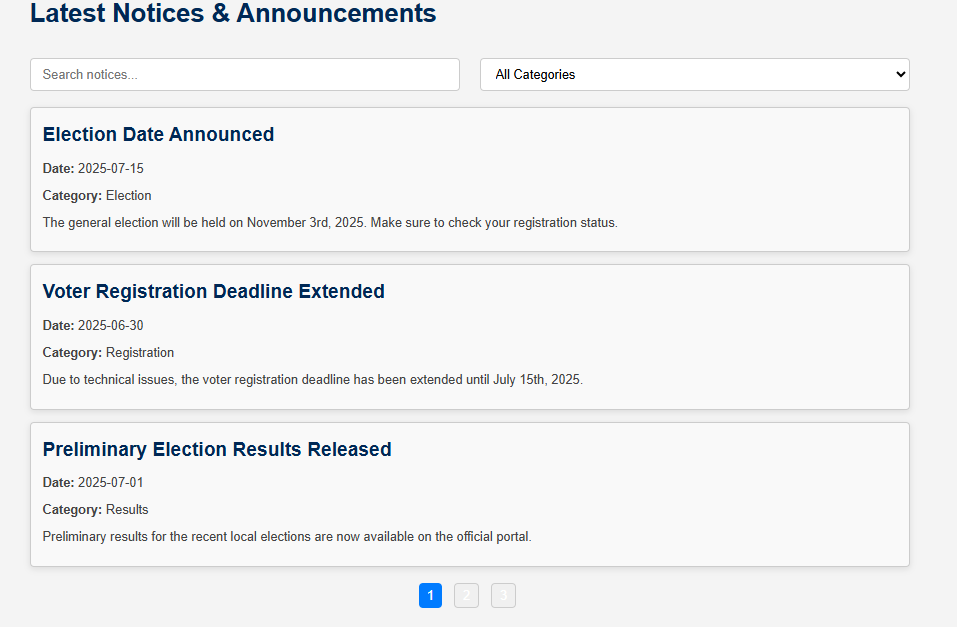 Latest Notices & Announcements
Search notices...
All Categories
Election Date Announced
Date: 2025-07-15
Category: Election
The general election will be held on November 3rd, 2025. Make sure to check your registration status.
Voter Registration Deadline Extended
Date: 2025-06-30
Category: Registration
Due to technical issues, the voter registration deadline has been extended until July 15th, 2025.
Preliminary Election Results Released
Date: 2025-07-01
Category: Results
Preliminary results for the recent local elections are now available on the official portal.
1 2 3